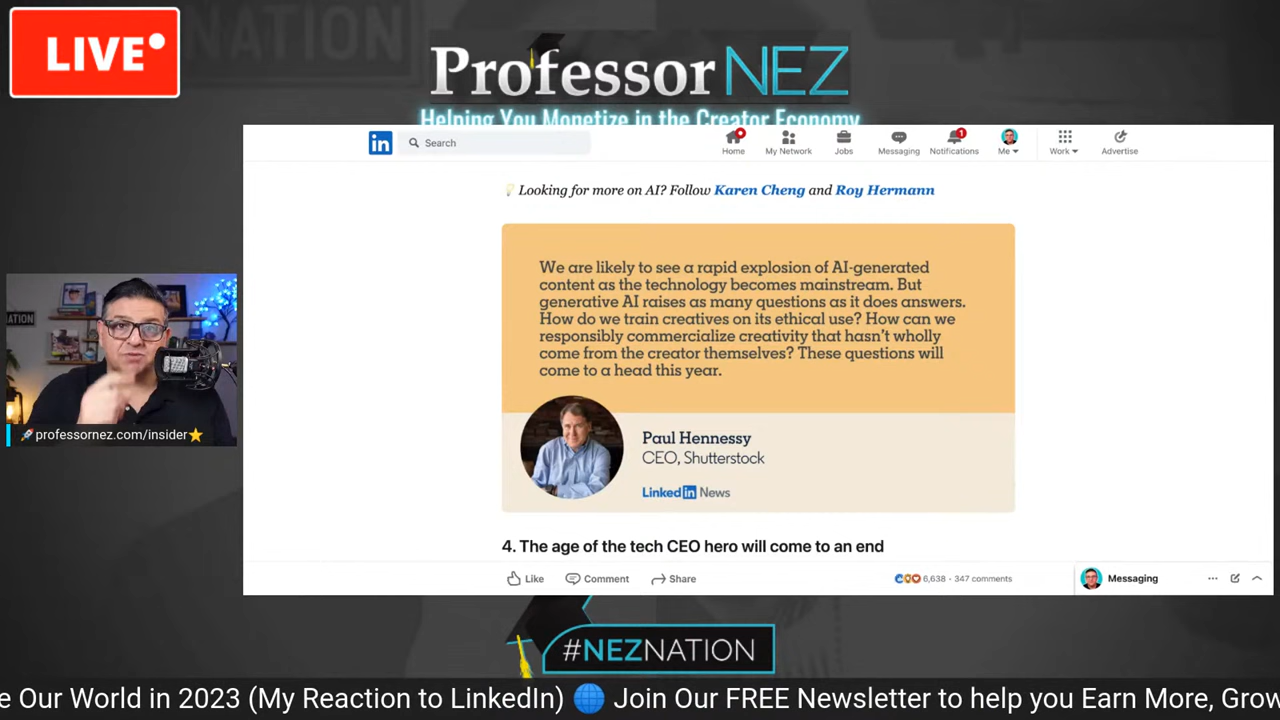 LIVE
NATION
Professor NEZ
Helping You Monetize in the Creator Economy
in
Search
Home
My Network
Jobs
Messaging
1
Notifications
Me
Work
Advertise
Looking for more on AI? Follow Karen Cheng and Roy Hermann
We are likely to see a rapid explosion of AI-generated
content as the technology becomes mainstream. But
generative AI raises as many questions as it does answers.
How do we train creatives on its ethical use? How can we
responsibly commercialize creativity that hasn't wholly
come from the creator themselves? These questions will
come to a head this year.
Paul Hennessy
CEO, Shutterstock
Linkedin News
NATION
🚀professornez.com/insider⭐
4. The age of the tech CEO hero will come to an end
Like
Comment
Share
6,638 · 347 comments
Messaging
#NEZNATION
e Our World in 2023 (My Reaction to LinkedIn) 🌐 Join Our FREE Newsletter to help you Earn More, Grow